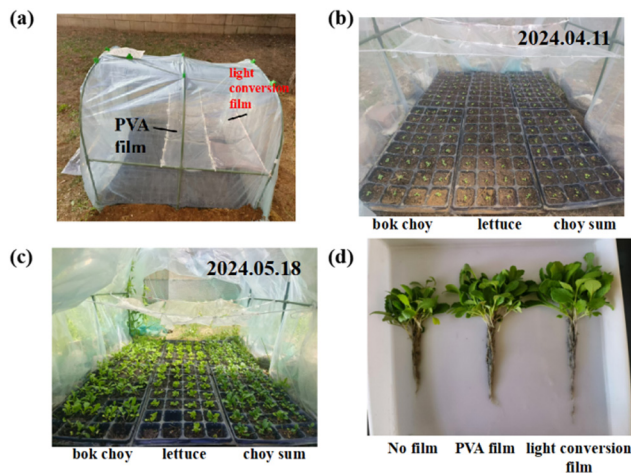 (a)
light
conversion
film
PVA
film
(b)
2024.04.11
bok choy lettuce choy sum
(c)
2024.05.18
bok choy lettuce choy sum
(d)
No film PVA film light conversion
film